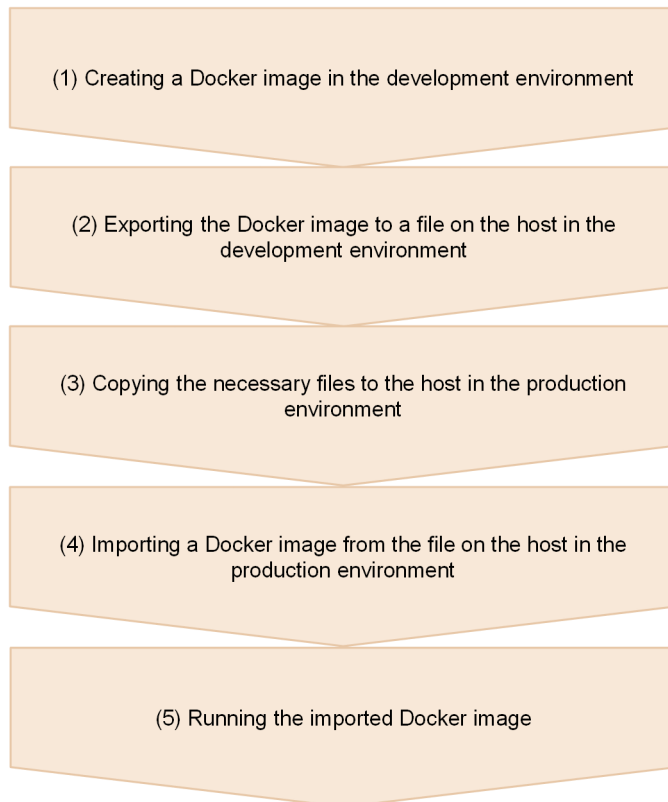 (1) Creating a Docker image in the development environment
(2) Exporting the Docker image to a file on the host in the
development environment
(3) Copying the necessary files to the host in the production
environment
(4) Importing a Docker image from the file on the host in the
production environment
(5) Running the imported Docker image